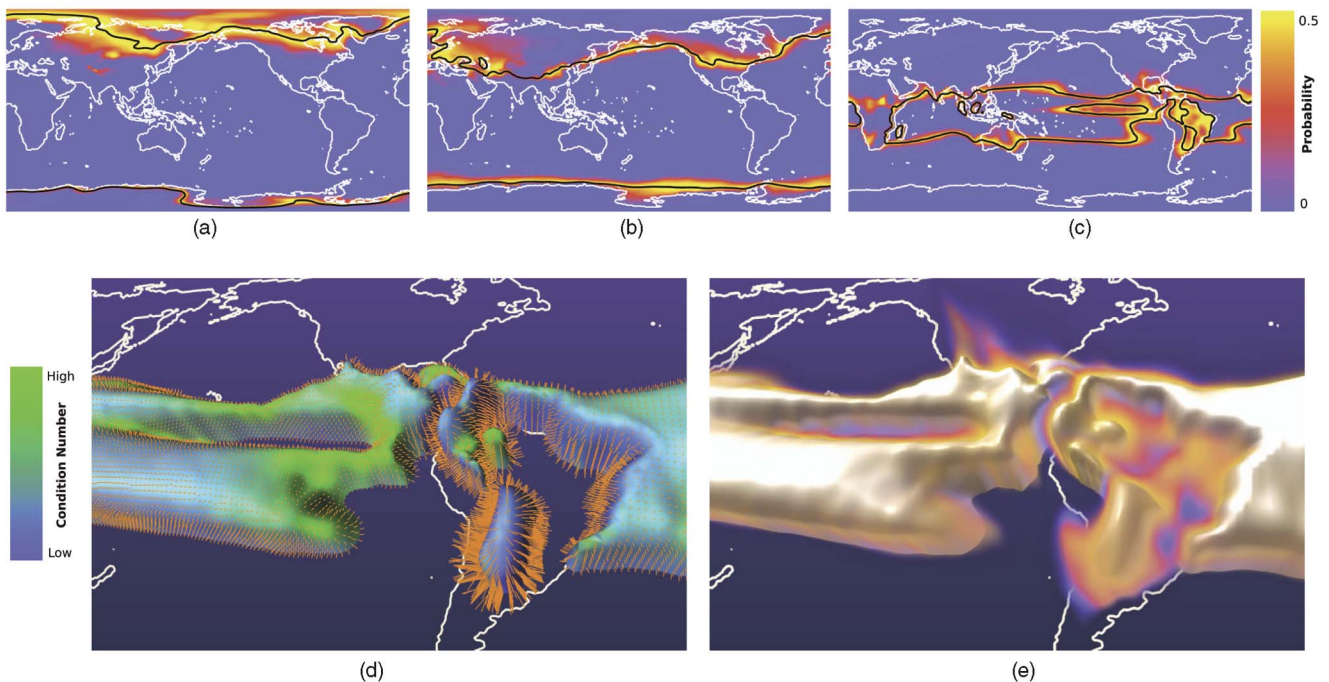 0.5
Probability
0
(a)
(b)
(c)
High
Condition Number
Low
(d)
(e)